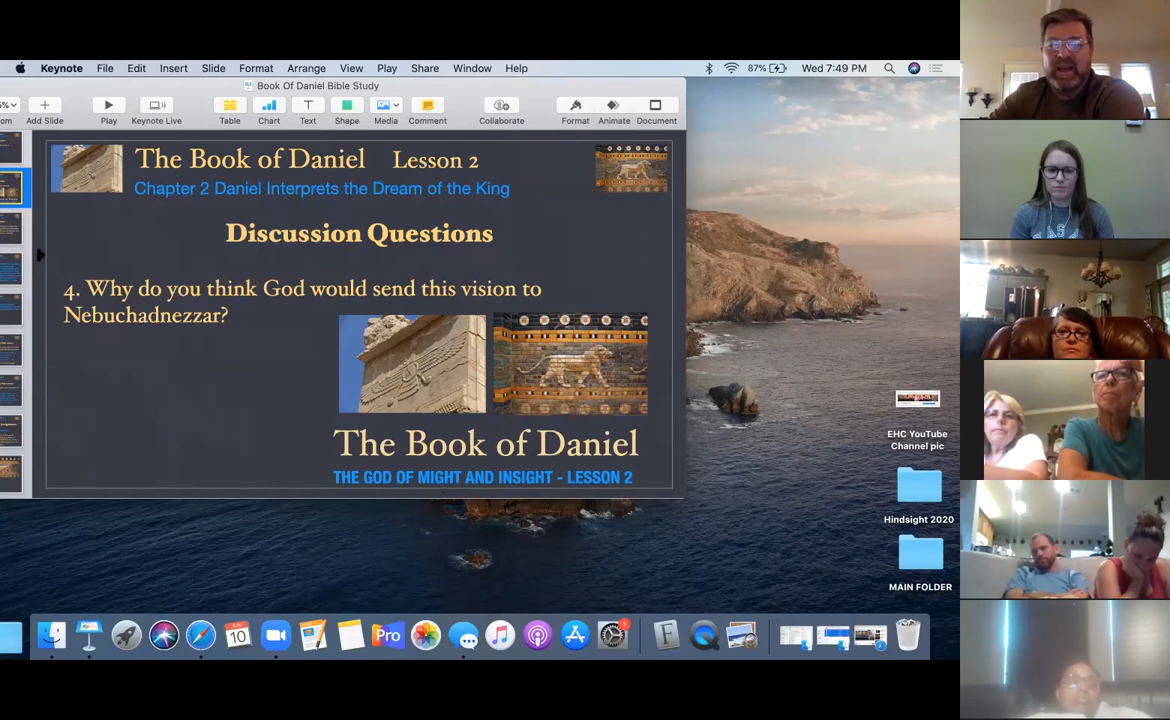 Keynote File Edit Insert Slide Format Arrange View Play Share Window Help 87% Wed 7:49 PM
Book Of Daniel Bible Study
Add Slide Play Keynote Live Table Chart Text Shape Media Comment Collaborate Format Animate Document
The Book of Daniel Lesson 2
Chapter 2 Daniel Interprets the Dream of the King
Discussion Questions
4. Why do you think God would send this vision to
Nebuchadnezzar?
The Book of Daniel
THE GOD OF MIGHT AND INSIGHT - LESSON 2
EHC YouTube
Channel pic
Hindsight 2020
MAIN FOLDER
JUN
10
Pro
1
F